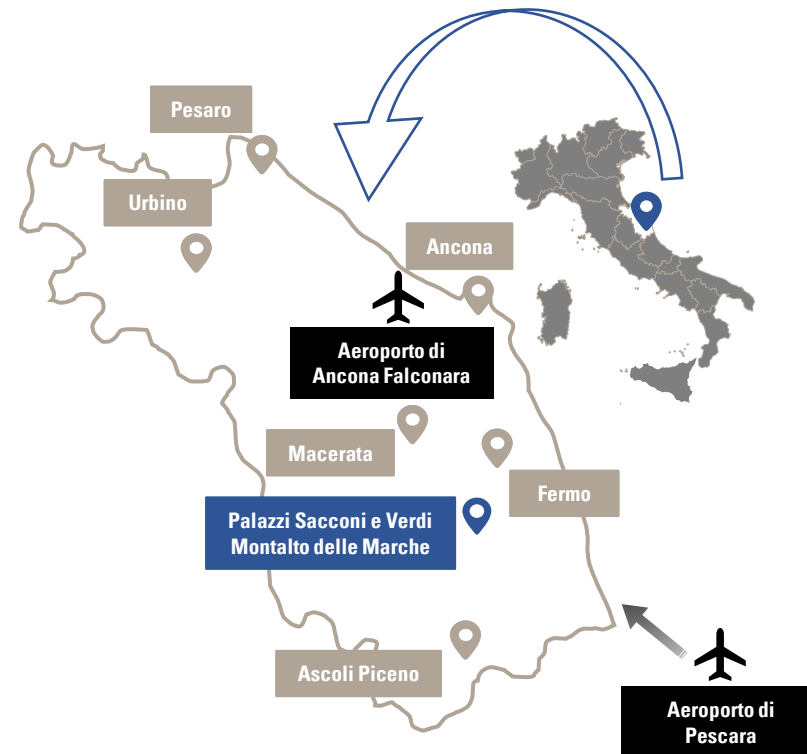 Pesaro
Urbino
Ancona
Aeroporto di
Ancona Falconara
Macerata
Fermo
Palazzi Sacconi e Verdi
Montalto delle Marche
Ascoli Piceno
Aeroporto di
Pescara